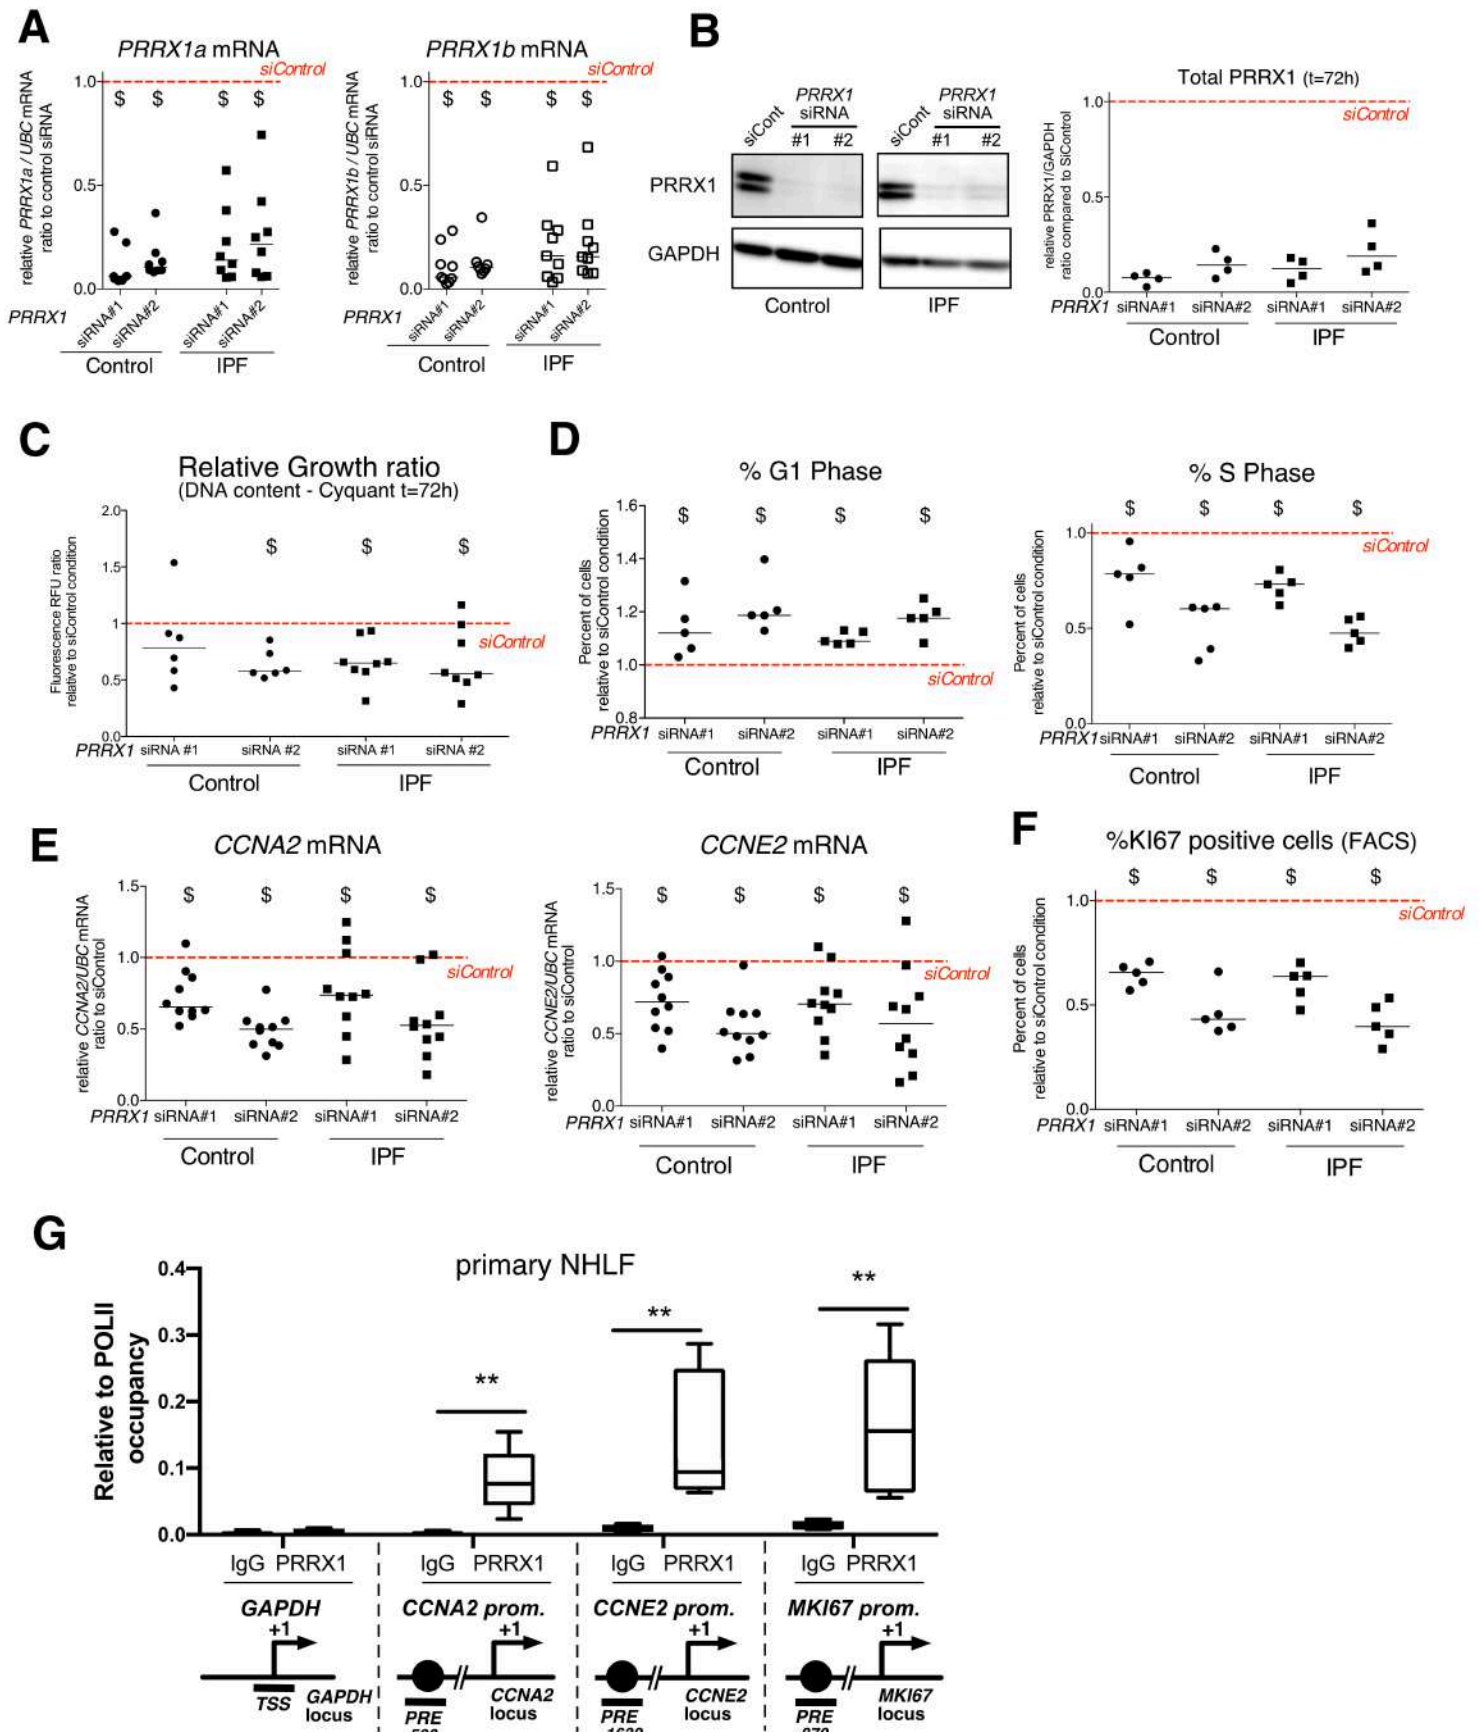 A
PRRX1a mRNA
siControl
relative PRRX1a / UBC mRNA
ratio to control siRNA
1.0
0.5
0.0
$ $ $ $
PRRX1
siRNA#1 siRNA#2 siRNA#1 siRNA#2
Control IPF
PRRX1b mRNA
siControl
relative PRRX1b / UBC mRNA
ratio to control siRNA
1.0
0.5
0.0
$ $ $ $
PRRX1
siRNA#1 siRNA#2 siRNA#1 siRNA#2
Control IPF
B
siCont PRRX1 siRNA #1 #2
siCont PRRX1 siRNA #1 #2
PRRX1
GAPDH
Control IPF
Total PRRX1 (t=72h)
siControl
relative PRRX1/GAPDH
ratio compared to SiControl
1.0
0.5
0.0
PRRX1 siRNA#1 siRNA#2 siRNA#1 siRNA#2
Control IPF
C
Relative Growth ratio
(DNA content - Cyquant t=72h)
Fluorescence RFU ratio
relative to siControl condition
2.0
1.5
1
0.5
0.0
$ $ $
siControl
PRRX1 siRNA #1 siRNA #2 siRNA #1 siRNA #2
Control IPF
D
% G1 Phase
Percent of cells
relative to siControl condition
1.6
1.4
1.2
1.0
0.8
$ $ $ $
siControl
PRRX1 siRNA#1 siRNA#2 siRNA#1 siRNA#2
Control IPF
% S Phase
Percent of cells
relative to siControl condition
1.0
0.5
0.0
$ $ $ $
siControl
PRRX1 siRNA#1 siRNA#2 siRNA#1 siRNA#2
Control IPF
E
CCNA2 mRNA
relative CCNA2/UBC mRNA
ratio to siControl
1.5
1.0
0.5
0.0
$ $ $ $
siControl
PRRX1 siRNA#1 siRNA#2 siRNA#1 siRNA#2
Control IPF
CCNE2 mRNA
relative CCNE2/UBC mRNA
ratio to siControl
1.5
1.0
0.5
0.0
$ $ $ $
siControl
PRRX1 siRNA#1 siRNA#2 siRNA#1 siRNA#2
Control IPF
F
%KI67 positive cells (FACS)
Percent of cells
relative to siControl condition
1.0
0.5
0.0
$ $ $ $
siControl
PRRX1 siRNA#1 siRNA#2 siRNA#1 siRNA#2
Control IPF
G
primary NHLF
Relative to POLII
occupancy
0.4
0.3
0.2
0.1
0.0
** ** **
IgG PRRX1 IgG PRRX1 IgG PRRX1 IgG PRRX1
GAPDH CCNA2 prom. CCNE2 prom. MKI67 prom.
+1 +1 +1 +1
TSS GAPDH locus
PRE CCNA2 locus
PRE CCNE2 locus
PRE MKI67 locus